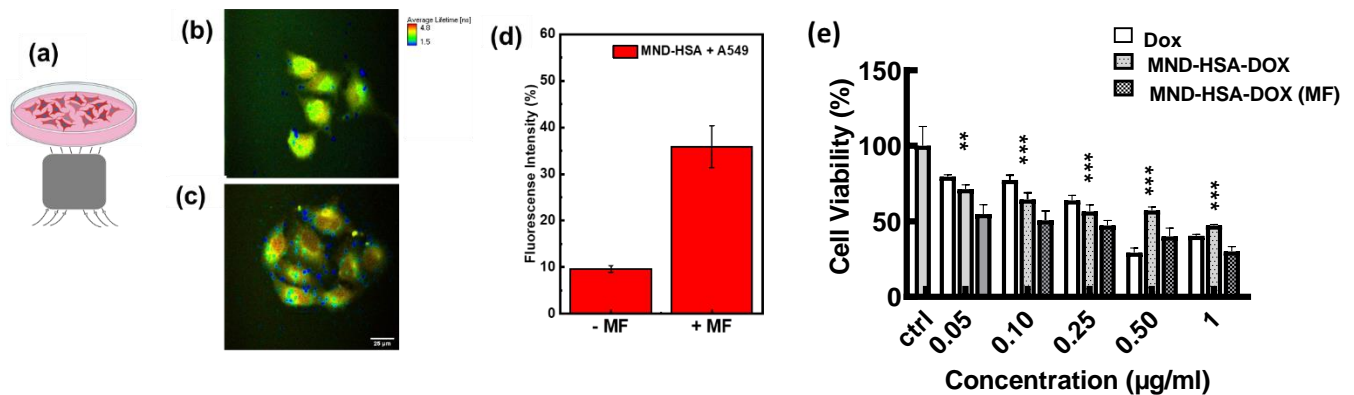 (a)
(b)
Average Lifetime [ns]
4.8
1.5
(c)
25 µm
(d)
Fluorescense Intensity (%)
60
50
40
30
20
10
0
MND-HSA + A549
- MF
+ MF
(e)
Dox
MND-HSA-DOX
MND-HSA-DOX (MF)
Cell Viability (%)
150
100
50
0
**
***
***
***
***
ctrl
0.05
0.10
0.25
0.50
1
Concentration (µg/ml)